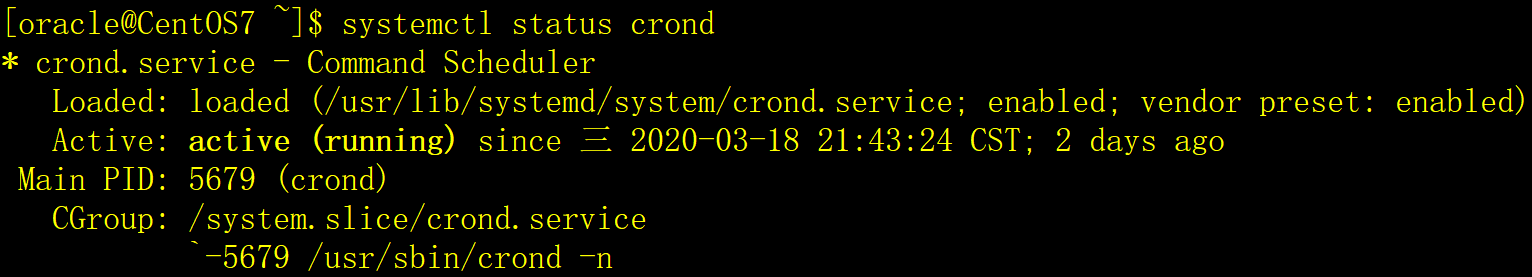 [oracle@CentOS7 ~]$ systemctl status crond
* crond.service - Command Scheduler
   Loaded: loaded (/usr/lib/systemd/system/crond.service; enabled; vendor preset: enabled)
   Active: active (running) since 三 2020-03-18 21:43:24 CST; 2 days ago
 Main PID: 5679 (crond)
   CGroup: /system.slice/crond.service
           `-5679 /usr/sbin/crond -n